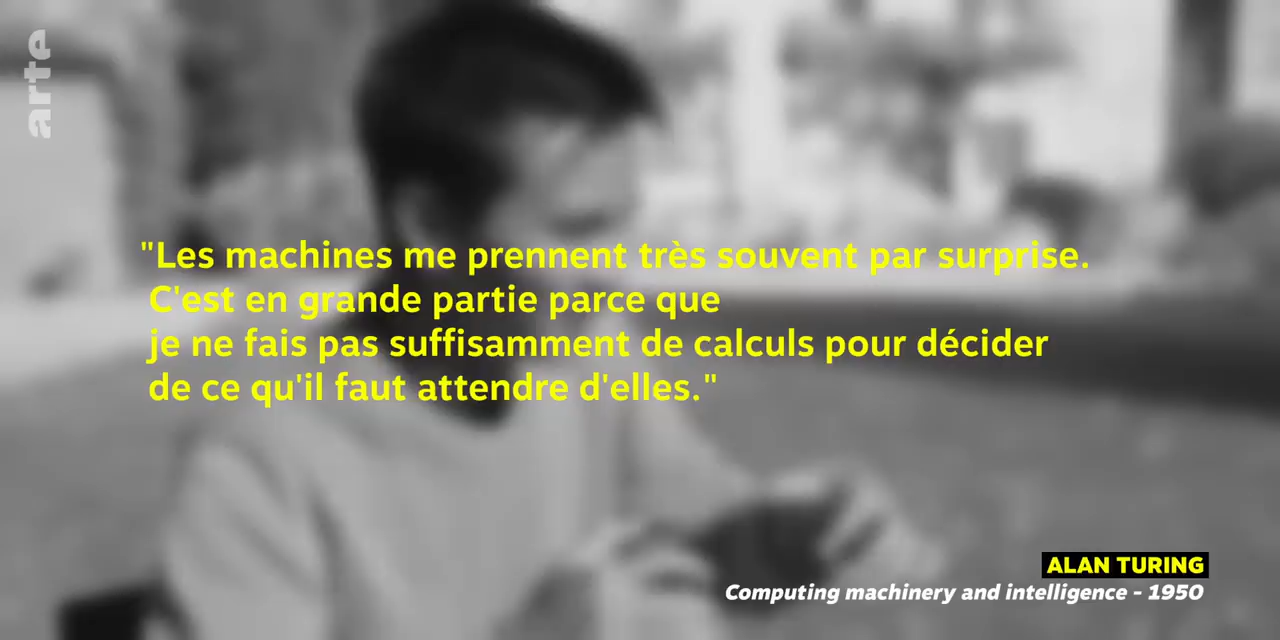 arte
"Les machines me prennent très souvent par surprise.
C'est en grande partie parce que
je ne fais pas suffisamment de calculs pour décider
de ce qu'il faut attendre d'elles."
ALAN TURING
Computing machinery and intelligence - 1950